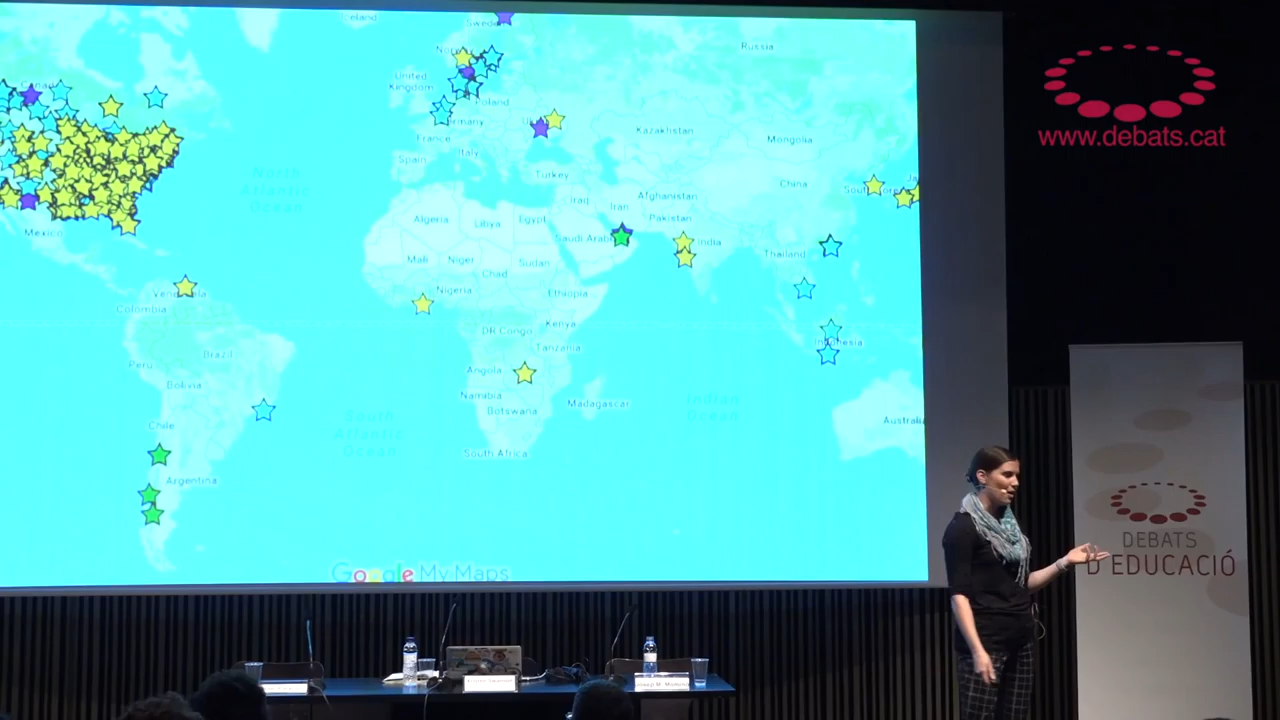 Iceland
Sweden
Russia
Norway
Canada
United
Kingdom
Poland
Germany
Kazakhstan
Mongolia
France
Italy
Spain
Turkey
China
North
Atlantic
Ocean
Iraq
Iran
Afghanistan
Pakistan
Algeria
Libya
Egypt
Mexico
Saudi Arabi
India
Thailand
Mali
Niger
Chad
Sudan
Nigeria
Ethiopia
Venezuela
Colombia
DR Congo
Kenya
Tanzania
Indonesia
Brazil
Peru
Bolivia
Angola
Namibia
Botswana
Madagascar
Indian
Ocean
South
Atlantic
Ocean
Chile
Australia
South Africa
Argentina
Google My Maps
www.debats.cat
DEBATS
D'EDUCACIÓ